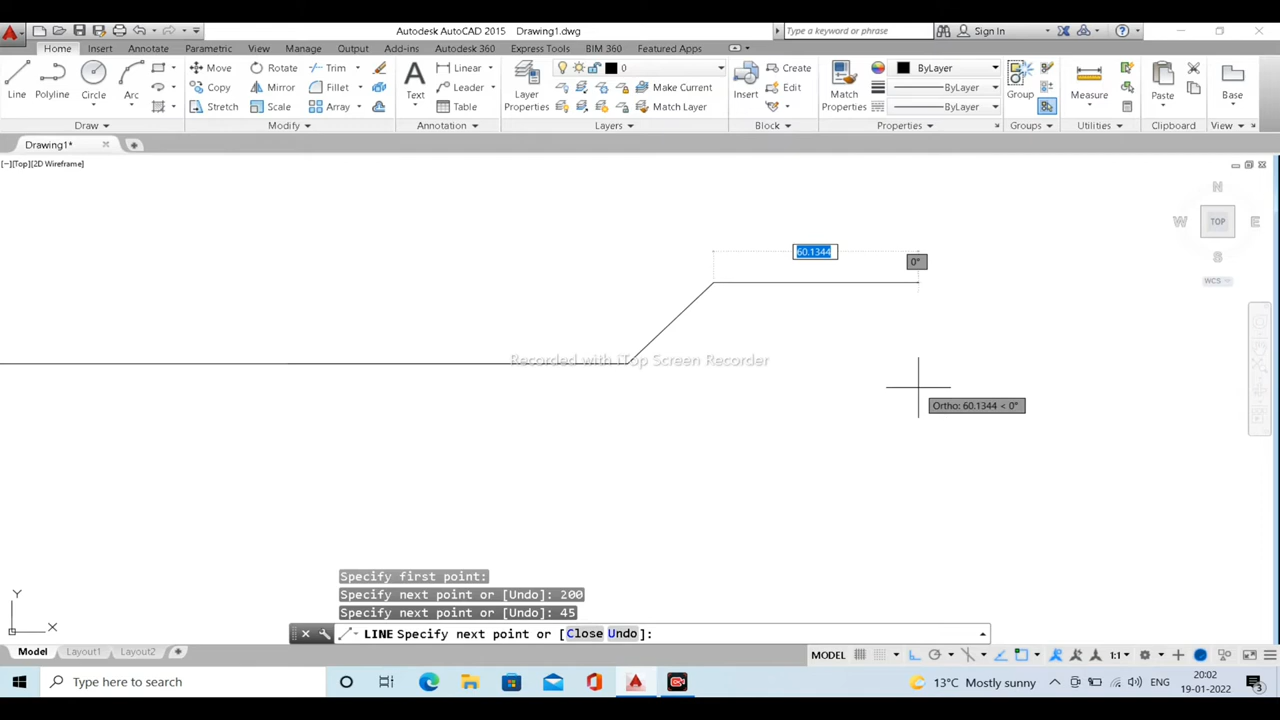 Autodesk AutoCAD 2015 Drawing1.dwg
Type a keyword or phrase
Sign In
Home Insert Annotate Parametric View Manage Output Add-ins Autodesk 360 Express Tools BIM 360 Featured Apps
Line
Polyline
Circle
Arc
Move
Rotate
Trim
Copy
Mirror
Fillet
Stretch
Scale
Array
Text
Linear
Leader
Table
Layer
Properties
0
Make Current
Match Layer
Insert
Create
Edit
Match
Properties
ByLayer
ByLayer
ByLayer
Group
Measure
Paste
Base
Draw
Modify
Annotation
Layers
Block
Properties
Groups
Utilities
Clipboard
View
Drawing1*
[−][Top][2D Wireframe]
N
W
TOP
E
S
WCS
60.1344
0°
Recorded with iTop Screen Recorder
Ortho: 60.1344 < 0°
Specify first point:
Specify next point or [Undo]: 200
Specify next point or [Undo]: 45
LINE Specify next point or [Close Undo]:
Y
X
Model Layout1 Layout2
MODEL
1:1
Type here to search
13°C Mostly sunny
ENG
20:02
19-01-2022
3